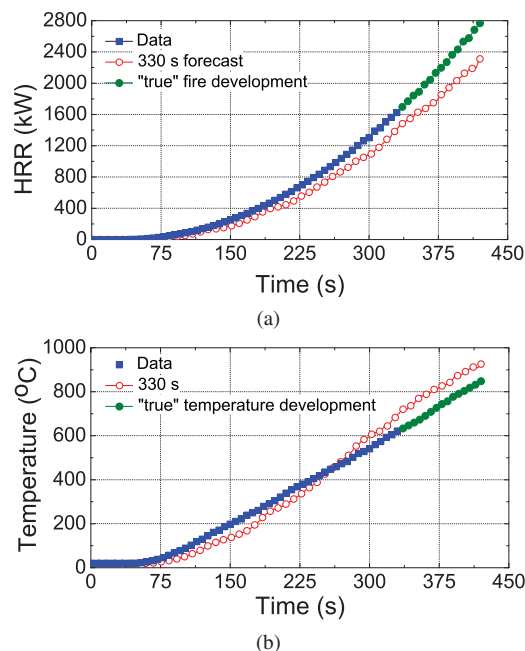 2800
2400
2000
1600
1200
800
400
0
HRR (kW)
Data
330 s forecast
"true" fire development
0 75 150 225 300 375 450
Time (s)
(a)
1000
800
600
400
200
0
Temperature (ºC)
Data
330 s
"true" temperature development
0 75 150 225 300 375 450
Time (s)
(b)